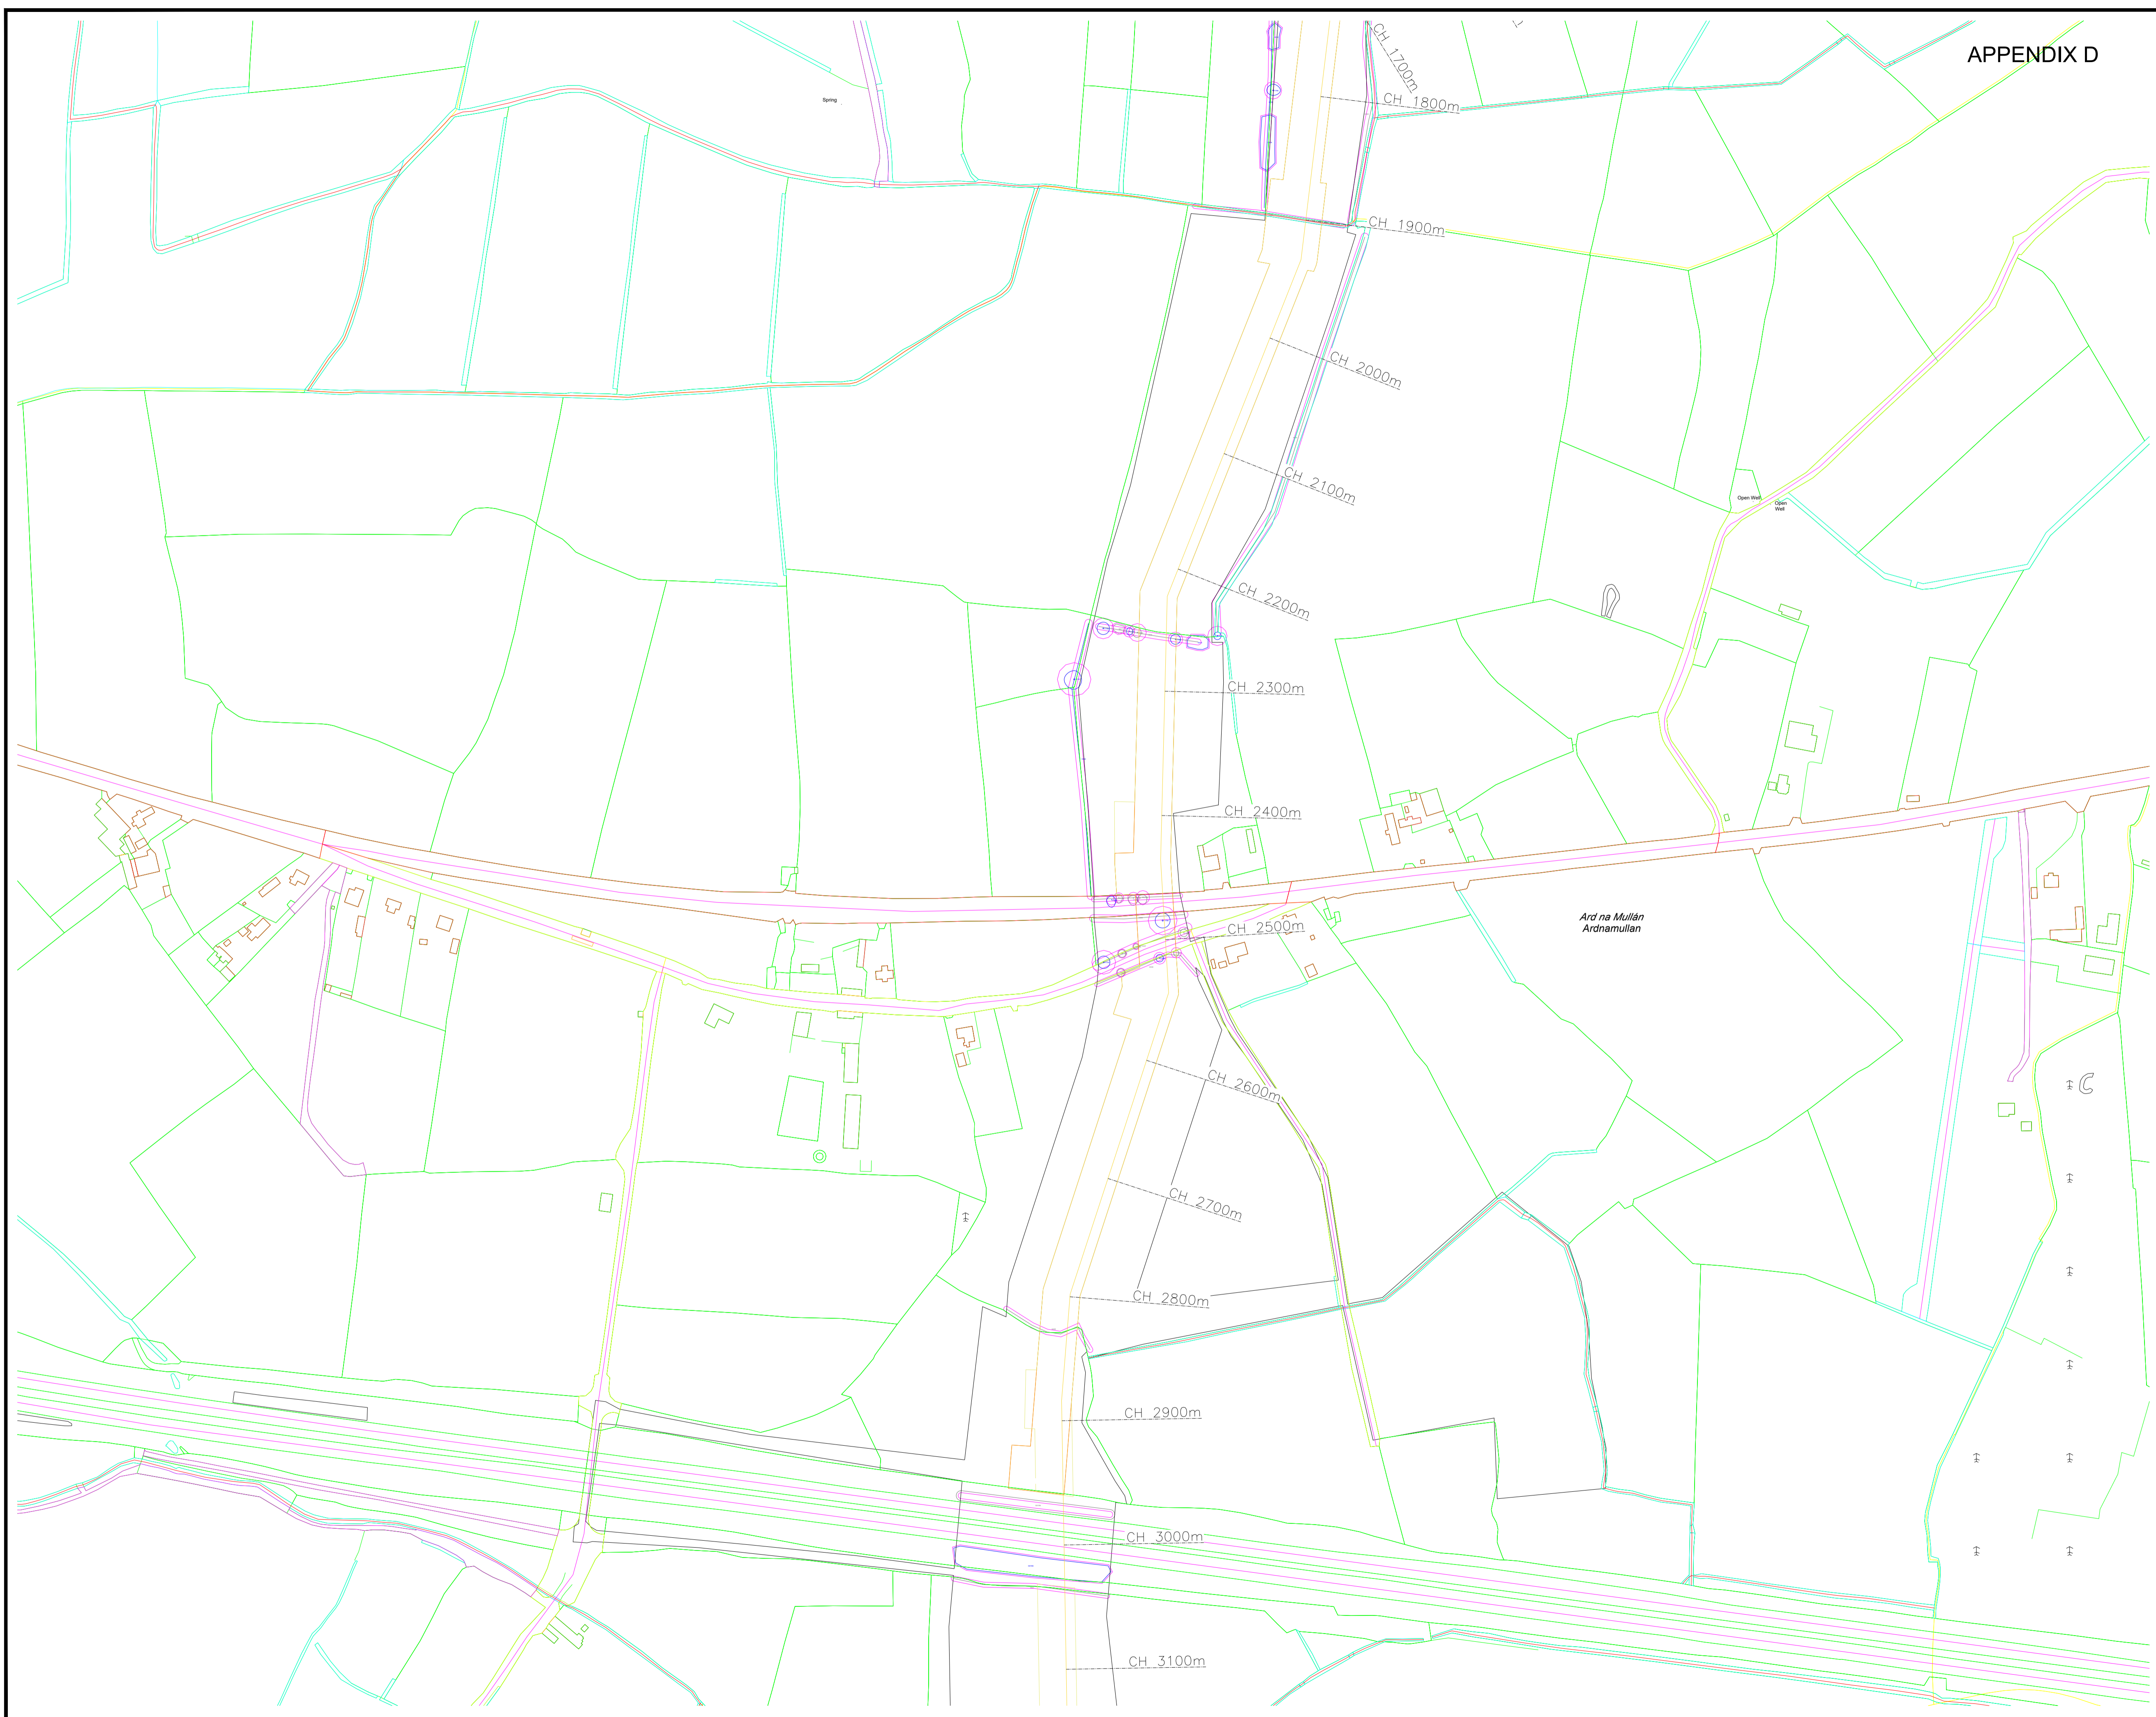 APPENDIX D
CH 1700m
Spring
CH 1800m
CH 1900m
CH 2000m
CH 2100m
Open Well
Open
Well
CH 2200m
CH 2300m
CH 2400m
Ard na Mullán
Ardnamullan
CH 2500m
CH 2600m
CH 2700m
CH 2800m
CH 2900m
CH 3000m
CH 3100m